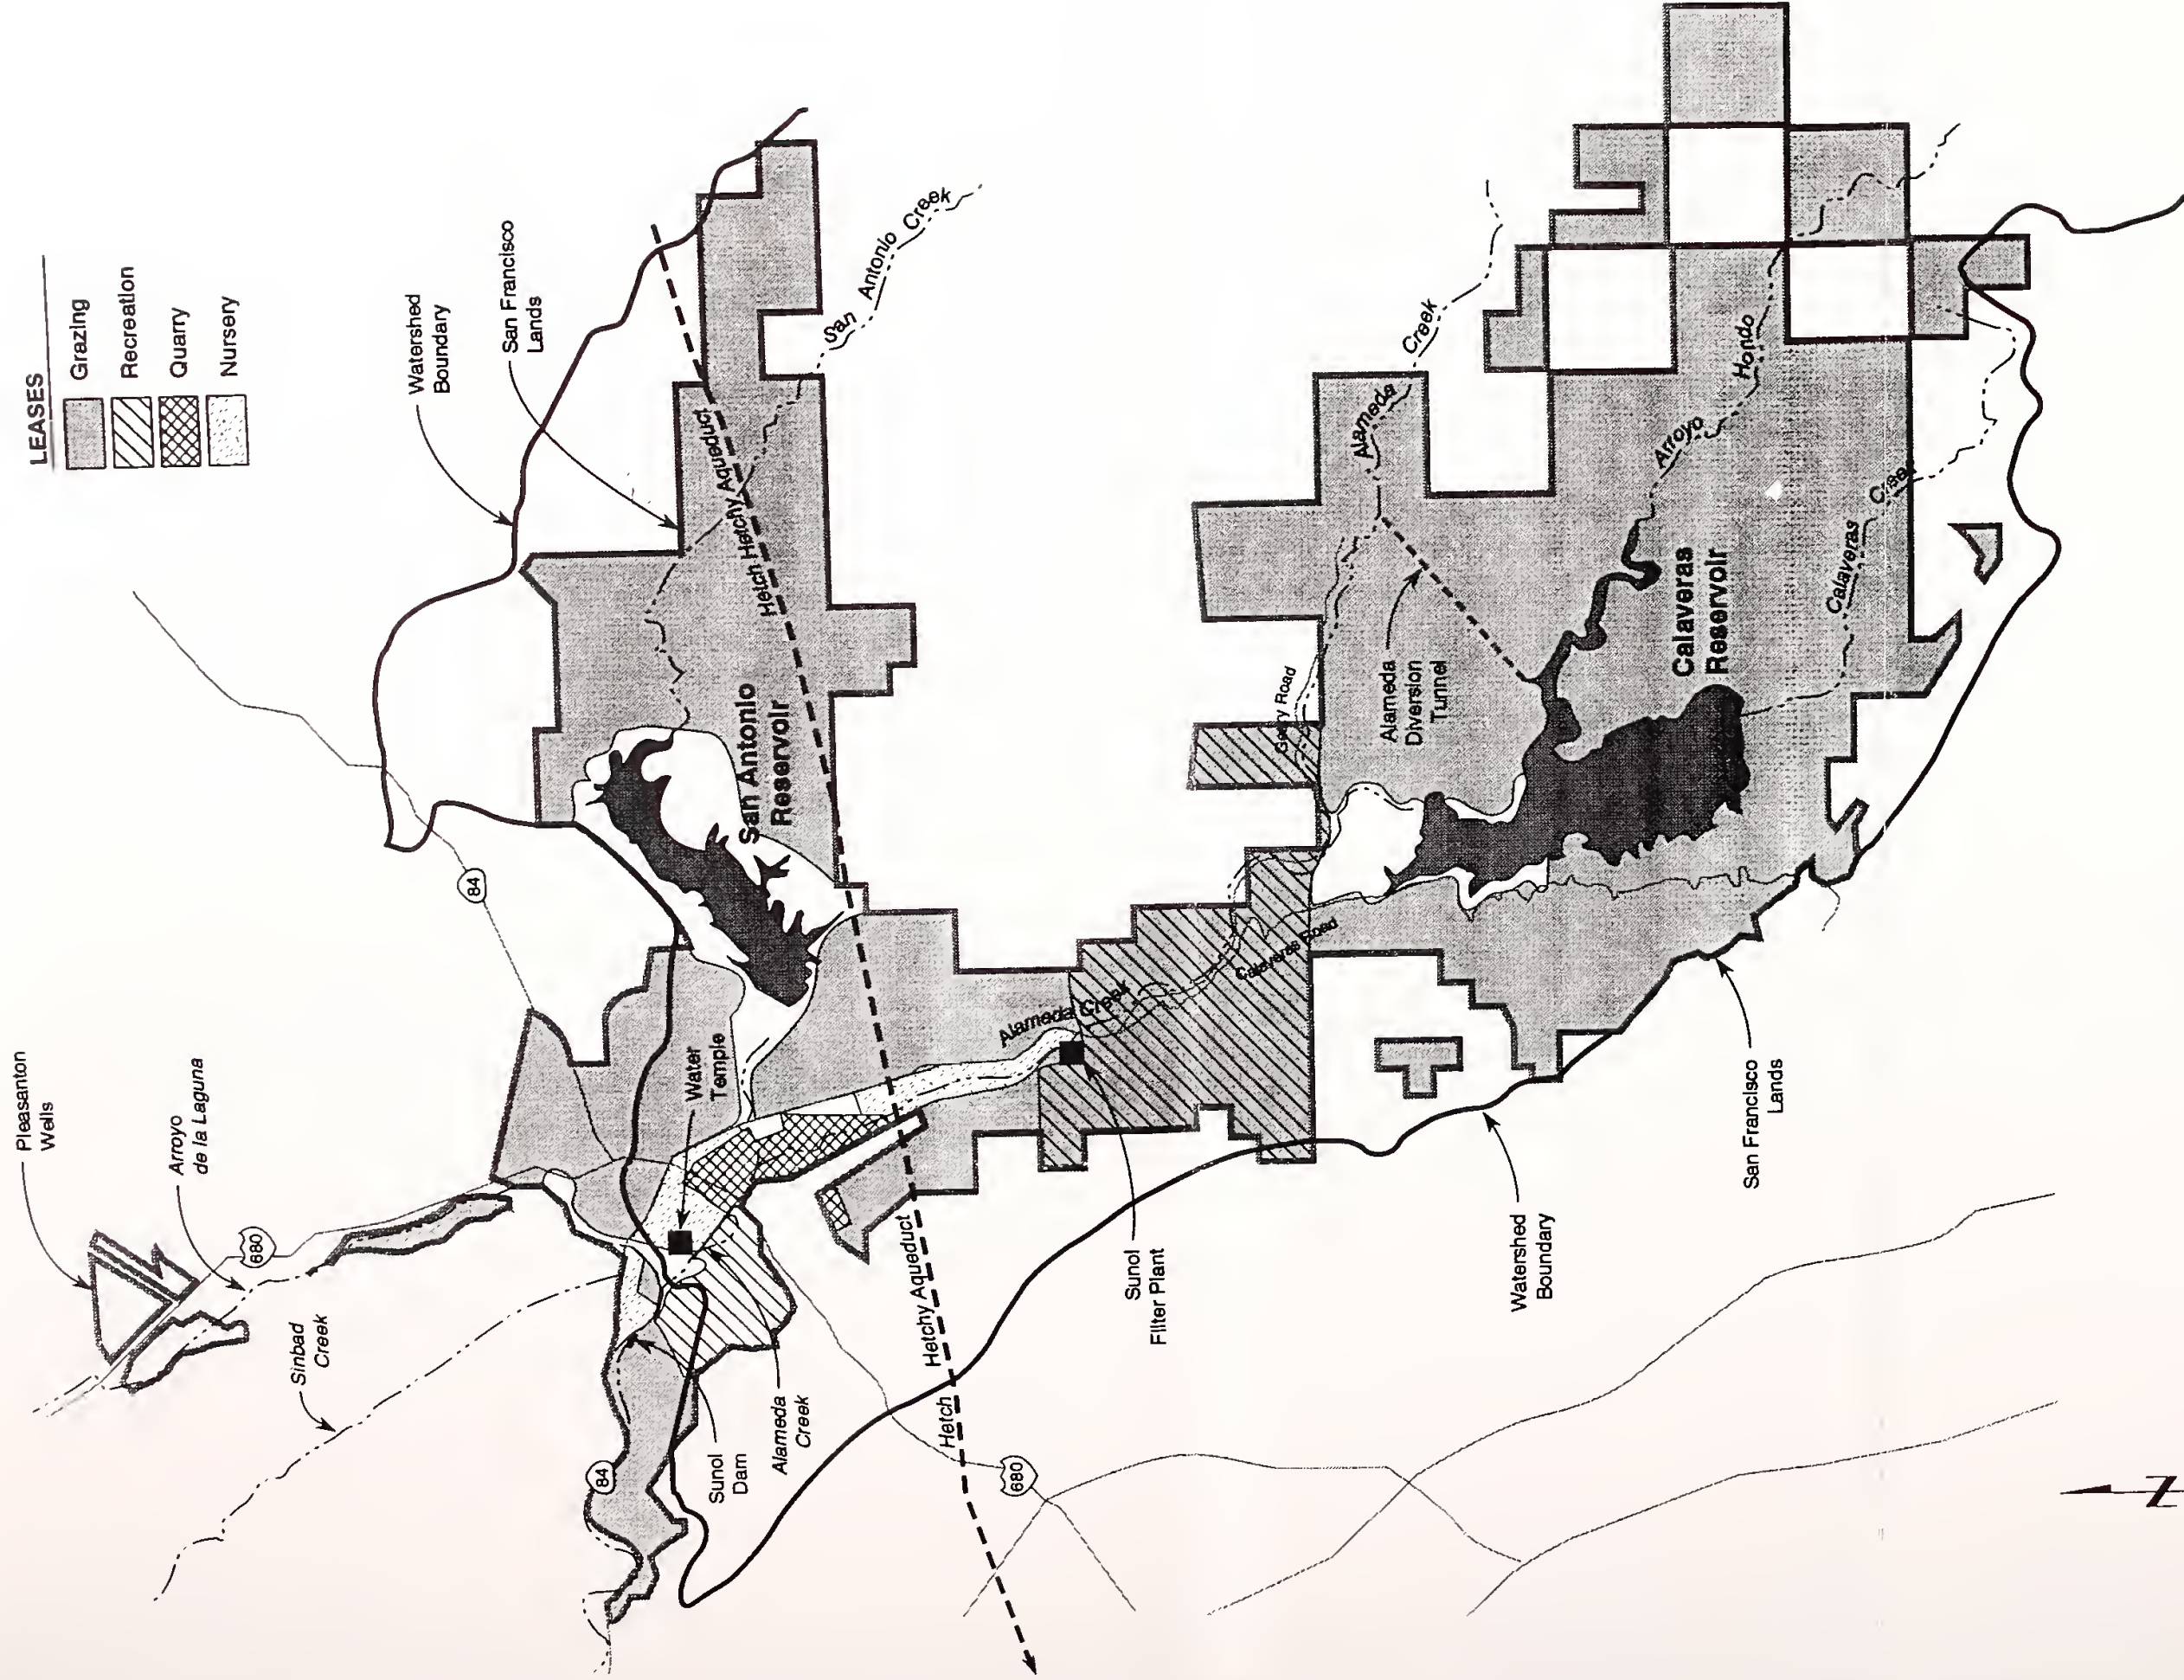 LEASES
Grazing
Recreation
Quarry
Nursery
Watershed
Boundary
San Francisco
Lands
Pleasanton
Wells
Arroyo
de la Laguna
Sinbad
Creek
680
84
84
San Antonio Creek
Hetch Hetchy Aqueduct
San Antonio
Reservoir
Water
Temple
Sunol
Dam
Alameda
Creek
Hetch Hetchy Aqueduct
680
Alameda Creek
Sunol
Filter Plant
Calaveras Road
Geary Road
Alameda Creek
Alameda
Diversion
Tunnel
Arroyo Hondo
Calaveras
Reservoir
Calaveras Creek
Watershed
Boundary
San Francisco
Lands
N